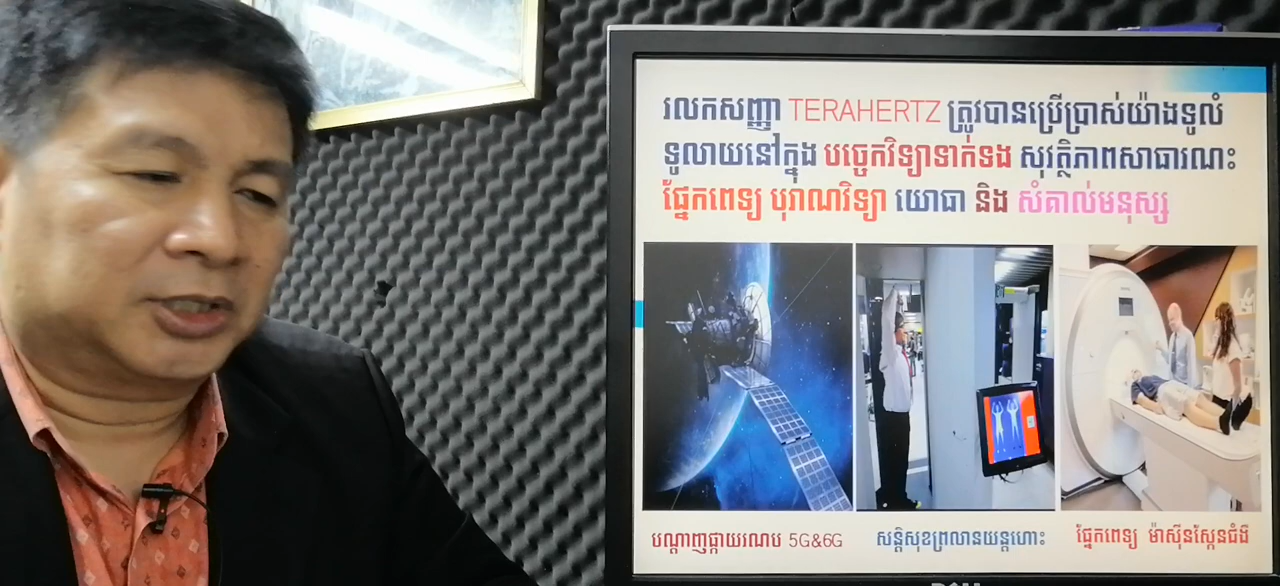 រលកសញ្ញា TERAHERTZ ត្រូវបានប្រើប្រាស់យ៉ាងទូលំ
ទូលាយនៅក្នុង បច្ចេកវិទ្យាទាក់ទង សុវត្ថិភាពសាធារណះ
ផ្នែកពេទ្យ បុរាណវិទ្យា យោធា និង សំគាល់មនុស្ស
បណ្តាញផ្កាយរណប 5G&6G
សន្តិសុខព្រលានយន្តហោះ
ផ្នែកពេទ្យ ម៉ាស៊ីនស្កែនជំងឺ